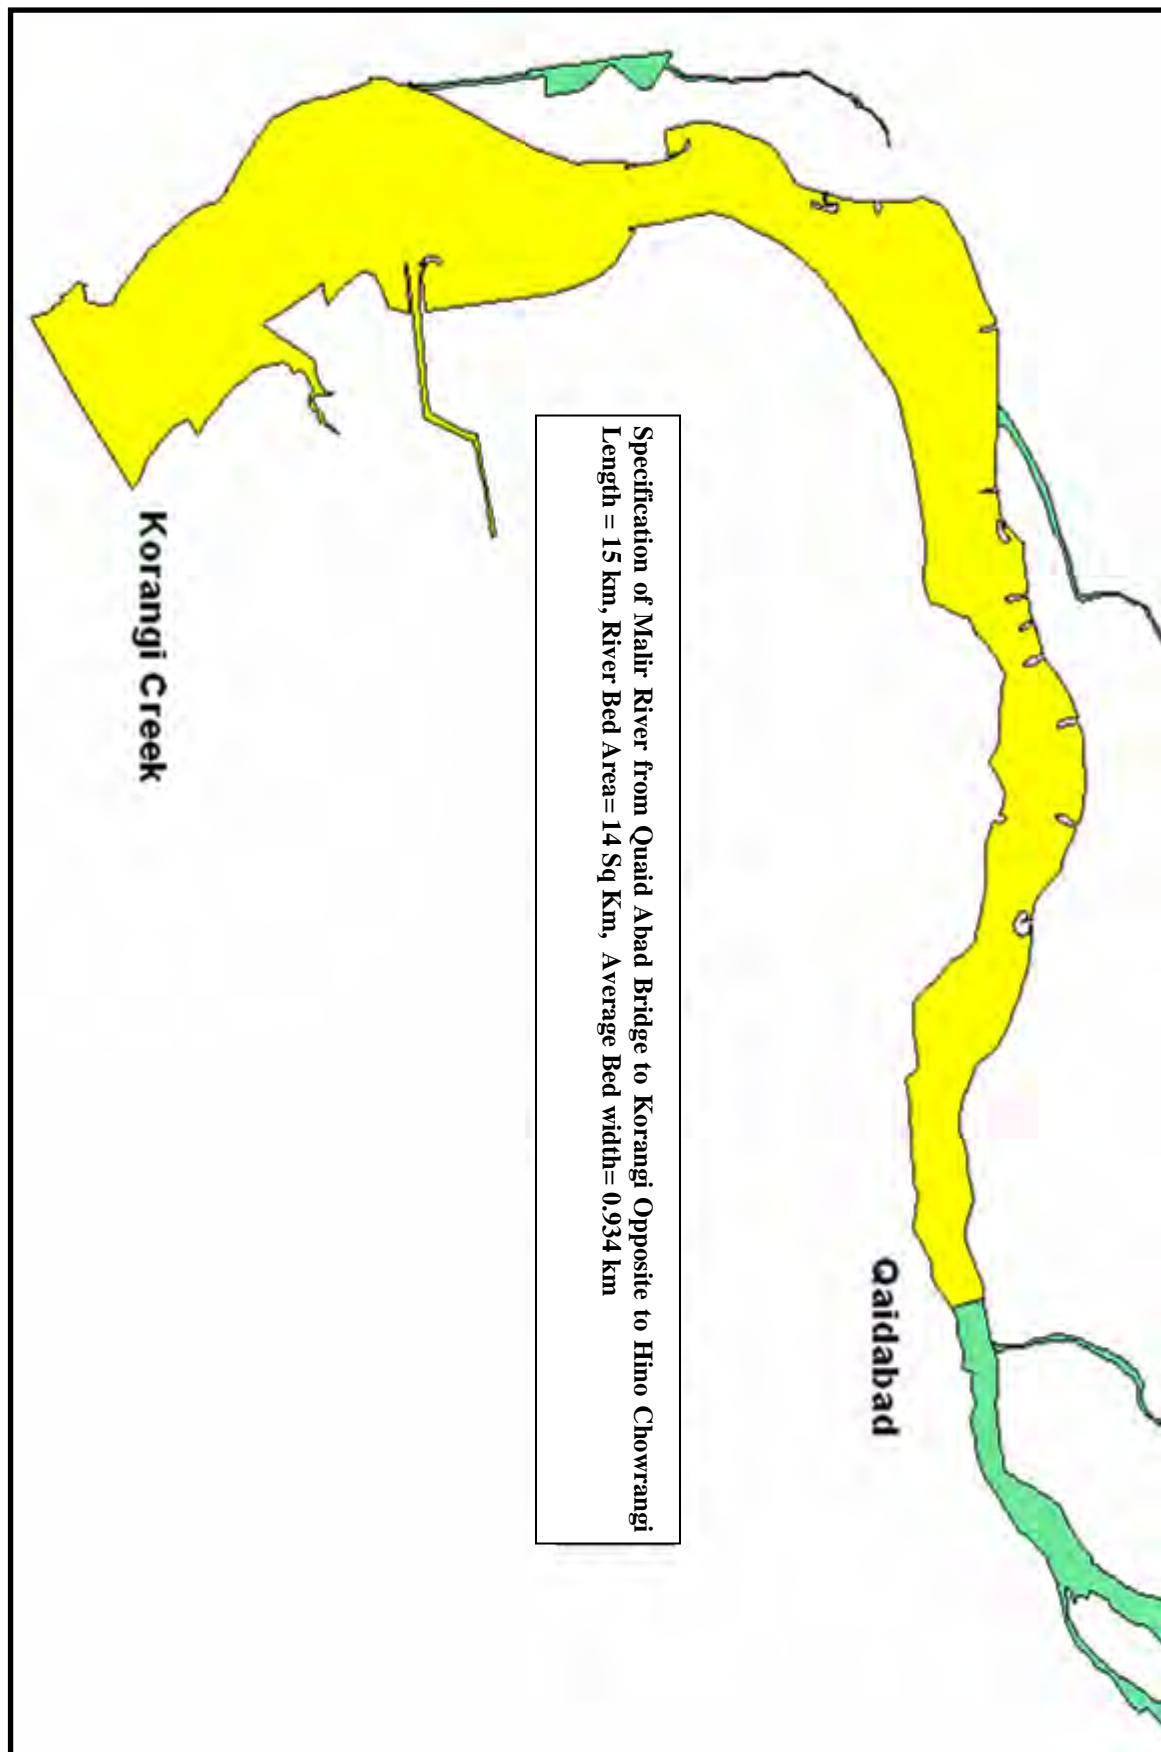 Qaidabad
Specification of Malir River from Quaid Abad Bridge to Korangi Opposite to Hino Chowrangi
Length = 15 km, River Bed Area= 14 Sq Km, Average Bed width= 0.934 km
Korangi Creek